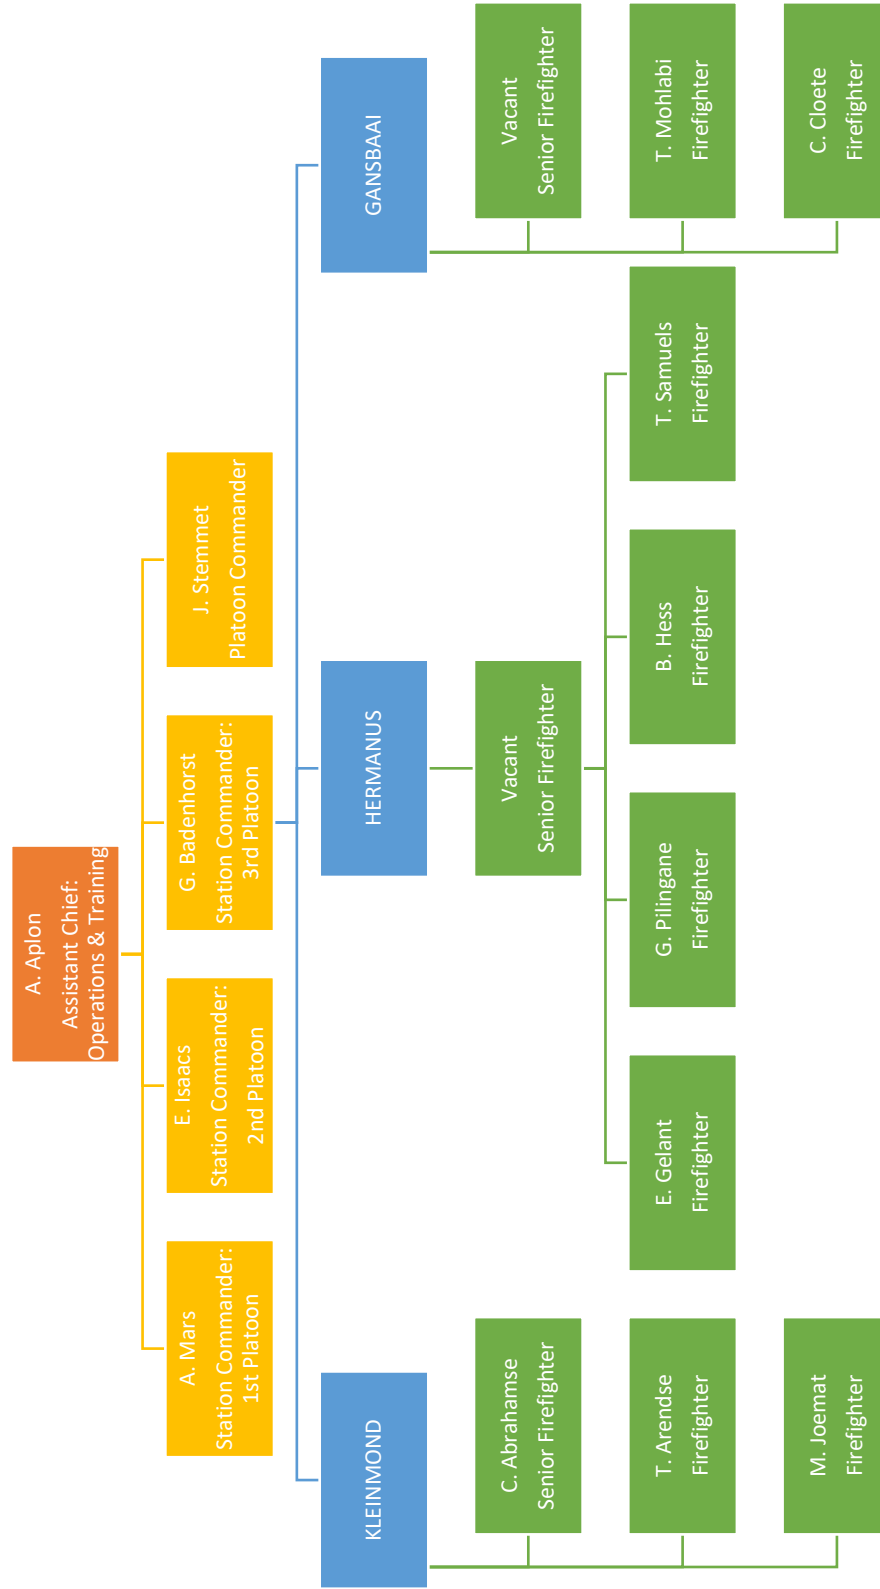 A. Aplon
Assistant Chief:
Operations & Training
A. Mars
Station Commander:
1st Platoon
E. Isaacs
Station Commander:
2nd Platoon
G. Badenhorst
Station Commander:
3rd Platoon
J. Stemmet
Platoon Commander
KLEINMOND
HERMANUS
GANSBAAI
C. Abrahamse
Senior Firefighter
T. Arendse
Firefighter
M. Joemat
Firefighter
Vacant
Senior Firefighter
E. Gelant
Firefighter
G. Pilingane
Firefighter
B. Hess
Firefighter
T. Samuels
Firefighter
Vacant
Senior Firefighter
T. Mohlabi
Firefighter
C. Cloete
Firefighter